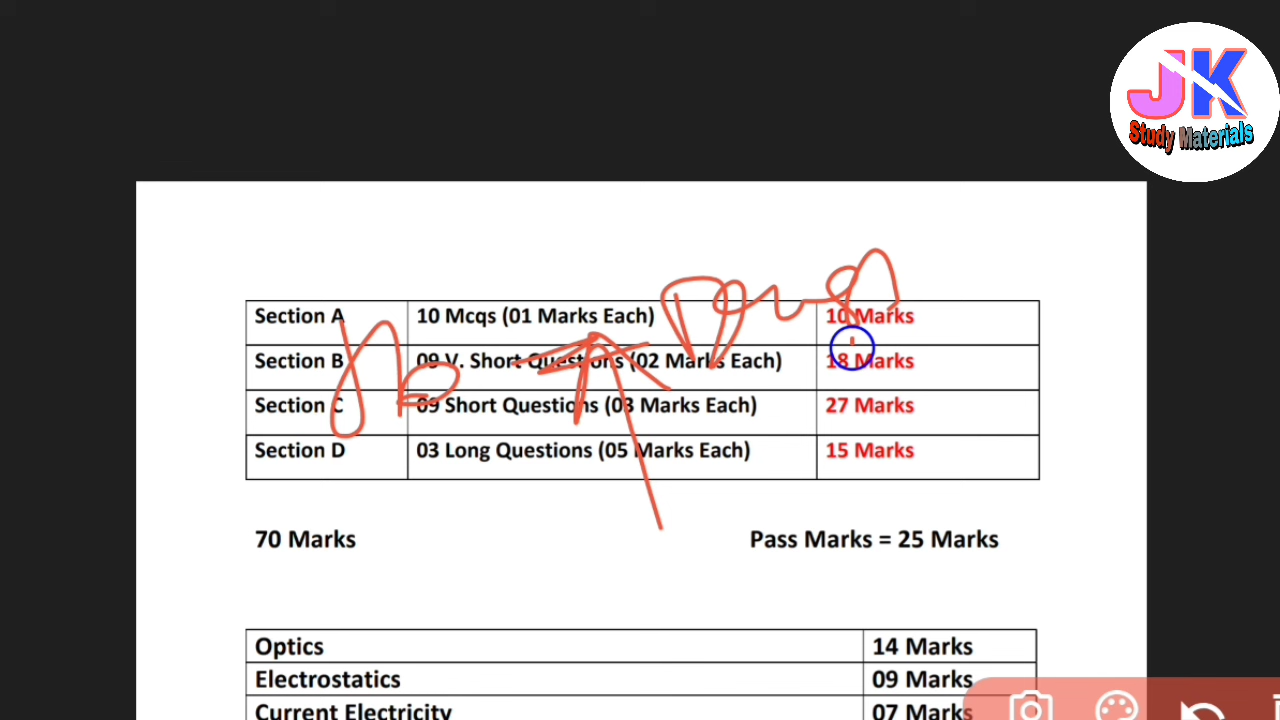 JK
Study Materials
Section A 10 Mcqs (01 Marks Each) 10 Marks
Section B 09 V. Short Questions (02 Marks Each) 18 Marks
Section C 09 Short Questions (03 Marks Each) 27 Marks
Section D 03 Long Questions (05 Marks Each) 15 Marks
70 Marks Pass Marks = 25 Marks
Optics 14 Marks
Electrostatics 09 Marks
Current Electricity 07 Marks